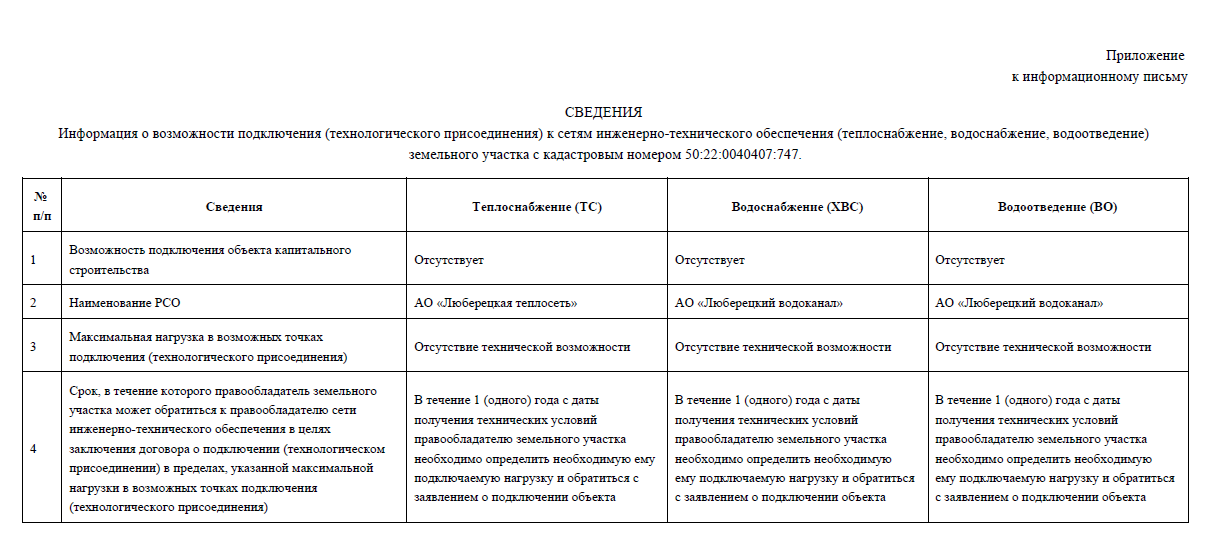 Приложение
к информационному письму
СВЕДЕНИЯ
Информация о возможности подключения (технологического присоединения) к сетям инженерно-технического обеспечения (теплоснабжение, водоснабжение, водоотведение)
земельного участка с кадастровым номером 50:22:0040407:747.
№
п/п
Сведения
Теплоснабжение (ТС)
Водоснабжение (ХВС)
Водоотведение (ВО)
1
Возможность подключения объекта капитального
строительства
Отсутствует
Отсутствует
Отсутствует
2
Наименование РСО
АО «Люберецкая теплосеть»
АО «Люберецкий водоканал»
АО «Люберецкий водоканал»
3
Максимальная нагрузка в возможных точках
подключения (технологического присоединения)
Отсутствие технической возможности
Отсутствие технической возможности
Отсутствие технической возможности
4
Срок, в течение которого правообладатель земельного
участка может обратиться к правообладателю сети
инженерно-технического обеспечения в целях
заключения договора о подключении (технологическом
присоединении) в пределах, указанной максимальной
нагрузки в возможных точках подключения
(технологического присоединения)
В течение 1 (одного) года с даты
получения технических условий
правообладателю земельного участка
необходимо определить необходимую ему
подключаемую нагрузку и обратиться с
заявлением о подключении объекта
В течение 1 (одного) года с даты
получения технических условий
правообладателю земельного участка
необходимо определить необходимую
ему подключаемую нагрузку и обратиться
с заявлением о подключении объекта
В течение 1 (одного) года с даты
получения технических условий
правообладателю земельного участка
необходимо определить необходимую
ему подключаемую нагрузку и обратиться
с заявлением о подключении объекта